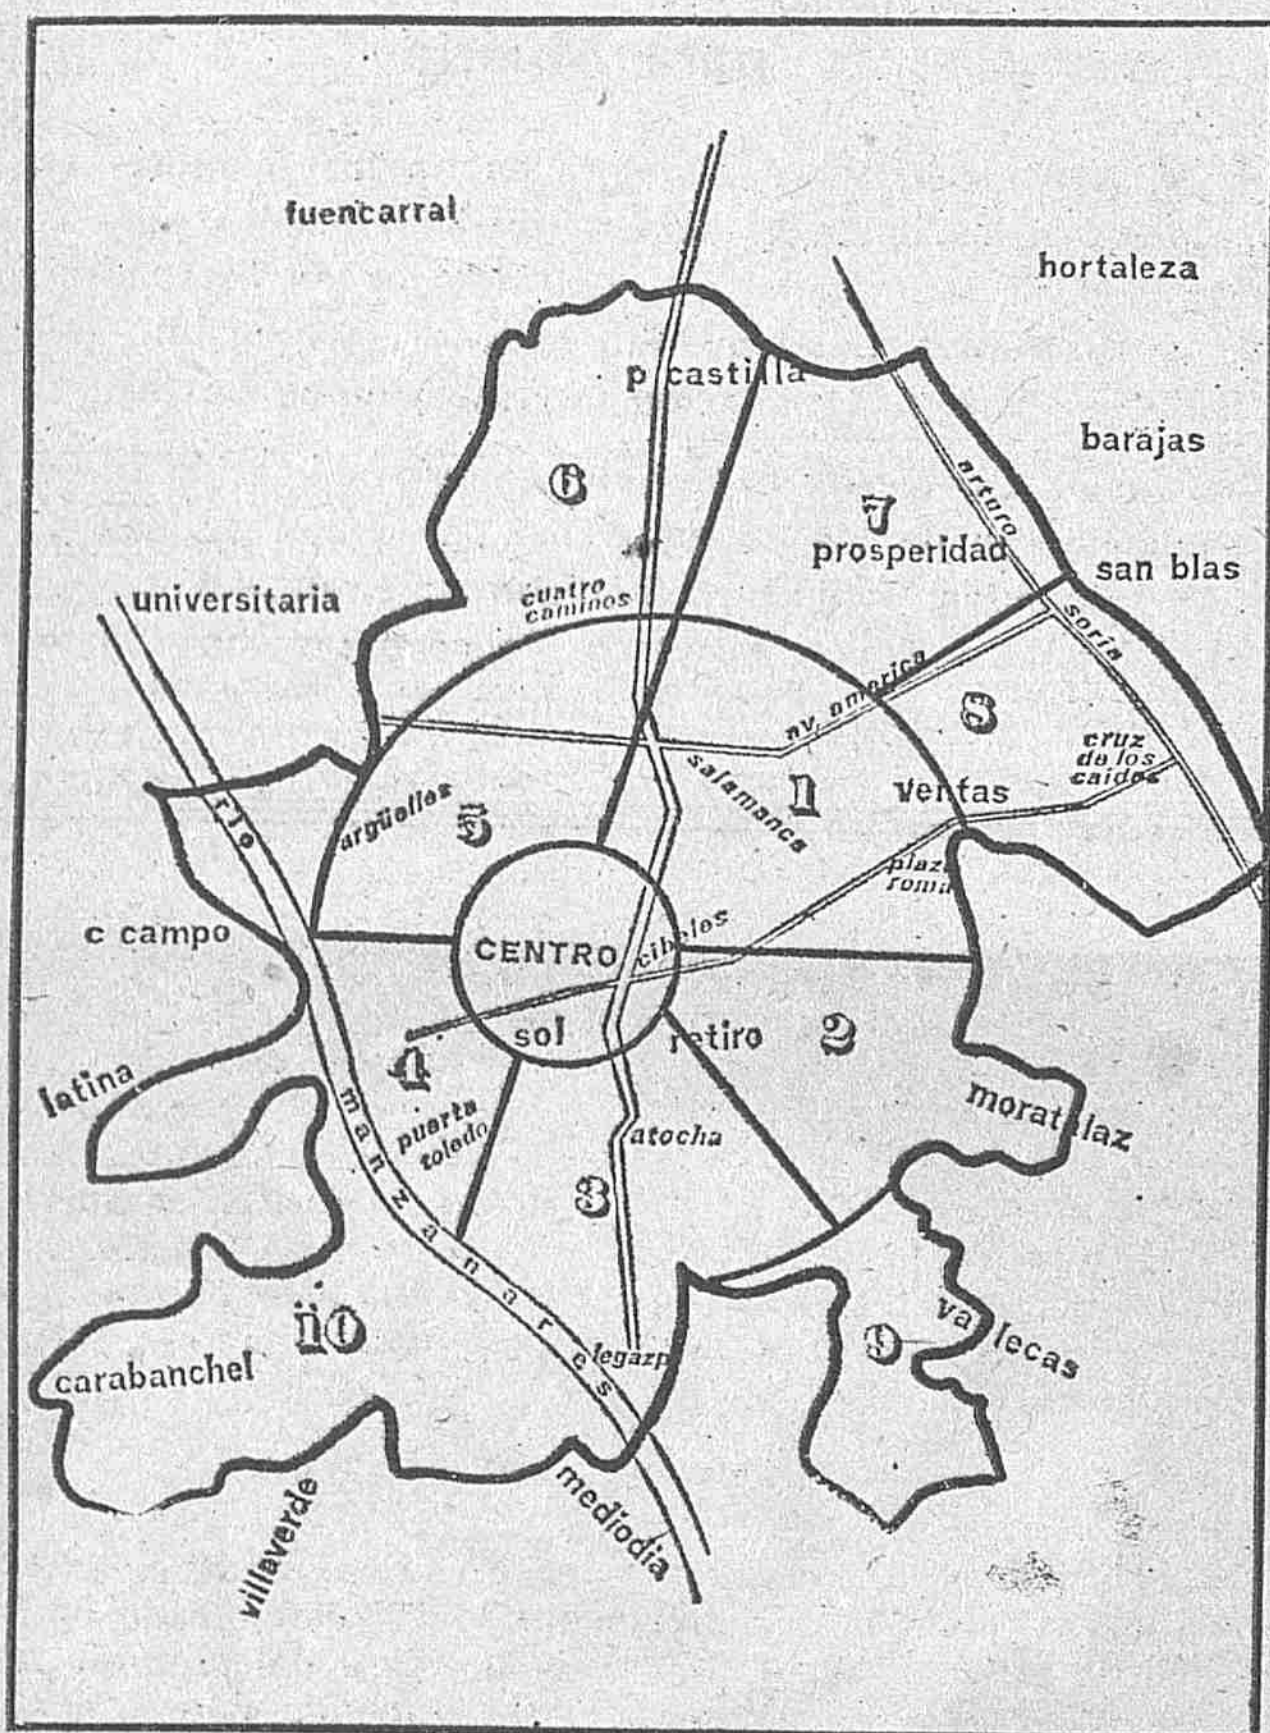 fuencarral
hortaleza
p castilla
barajas
6
arturo
7
prosperidad
san blas
universitaria
cuatro
caminos
soria
av. america
8
cruz
de los
caidos
salamanca
1
ventas
rio
argüelles
5
plaza
roma
c campo
CENTRO
cibeles
sol
retiro
2
4
latina
manzanares
puerta
toledo
atocha
moratalaz
3
10
vallecas
9
legazpi
carabanchel
villaverde
mediodia